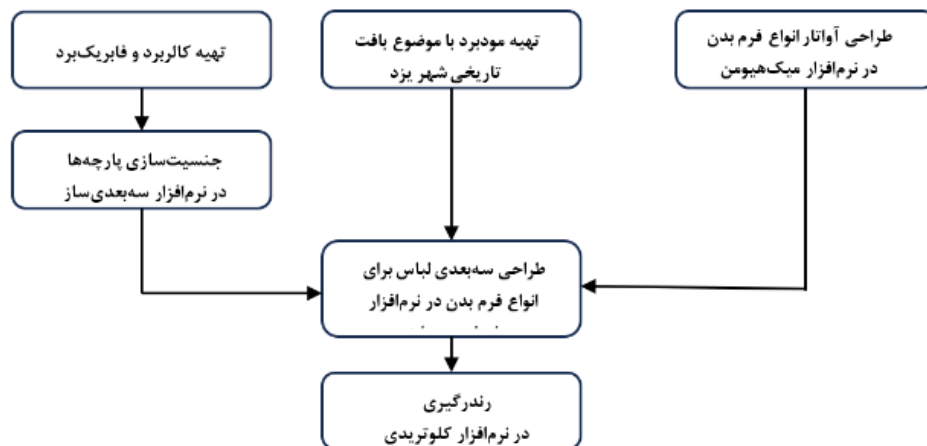 طراحی آواتار انواع فرم بدن
در نرم‌افزار میک‌هیومن
تهیه مودبرد با موضوع بافت
تاریخی شهر یزد
تهیه کالربرد و فابریک‌برد
جنسیت‌سازی پارچه‌ها
در نرم‌افزار سه‌بعدی‌ساز
طراحی سه‌بعدی لباس برای
انواع فرم بدن در نرم‌افزار
رندرگیری
در نرم‌افزار کلوتریدی